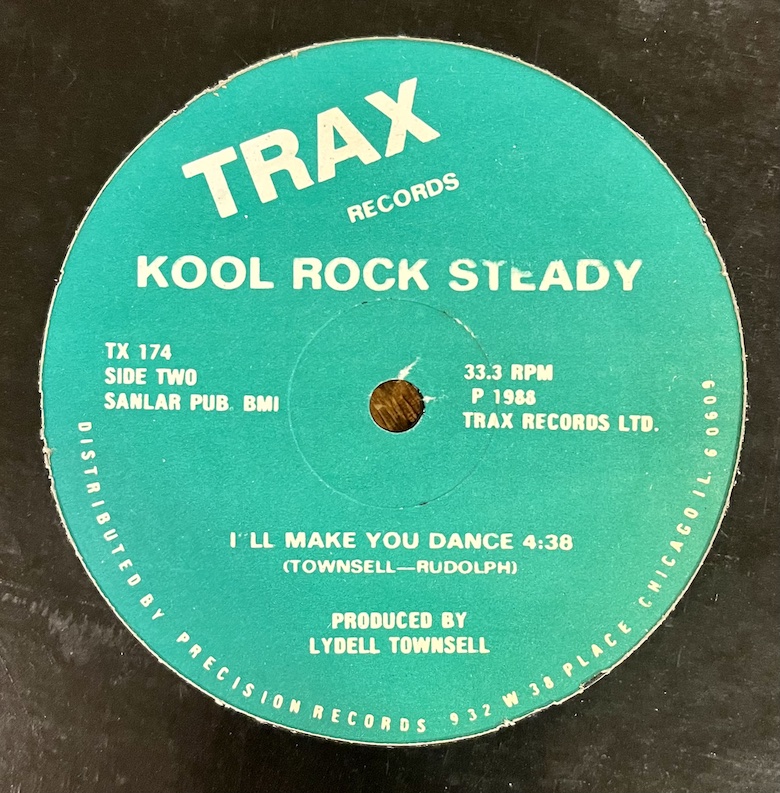 TRAX
RECORDS
KOOL ROCK STEADY
TX 174
SIDE TWO
SANLAR PUB. BMI
33.3 RPM
P 1988
TRAX RECORDS LTD.
I'LL MAKE YOU DANCE 4:38
(TOWNSELL—RUDOLPH)
PRODUCED BY
LYDELL TOWNSELL
DISTRIBUTED BY PRECISION RECORDS 932 W 38 PLACE CHICAGO IL. 60609